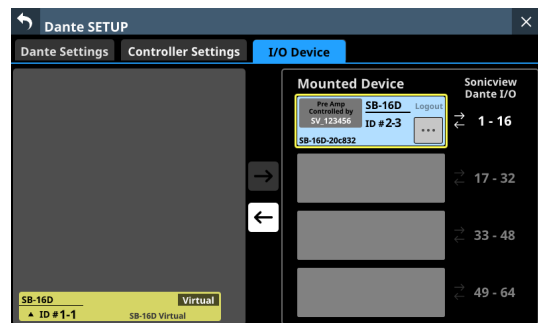 Dante SETUP
Dante Settings
Controller Settings
I/O Device
Mounted Device
Sonicview
Dante I/O
Pre Amp
Controlled by
SV_123456
SB-16D
Logout
ID #2-3
...
SB-16D-20c832
1 - 16
17 - 32
33 - 48
49 - 64
SB-16D
Virtual
▲ ID #1-1
SB-16D Virtual